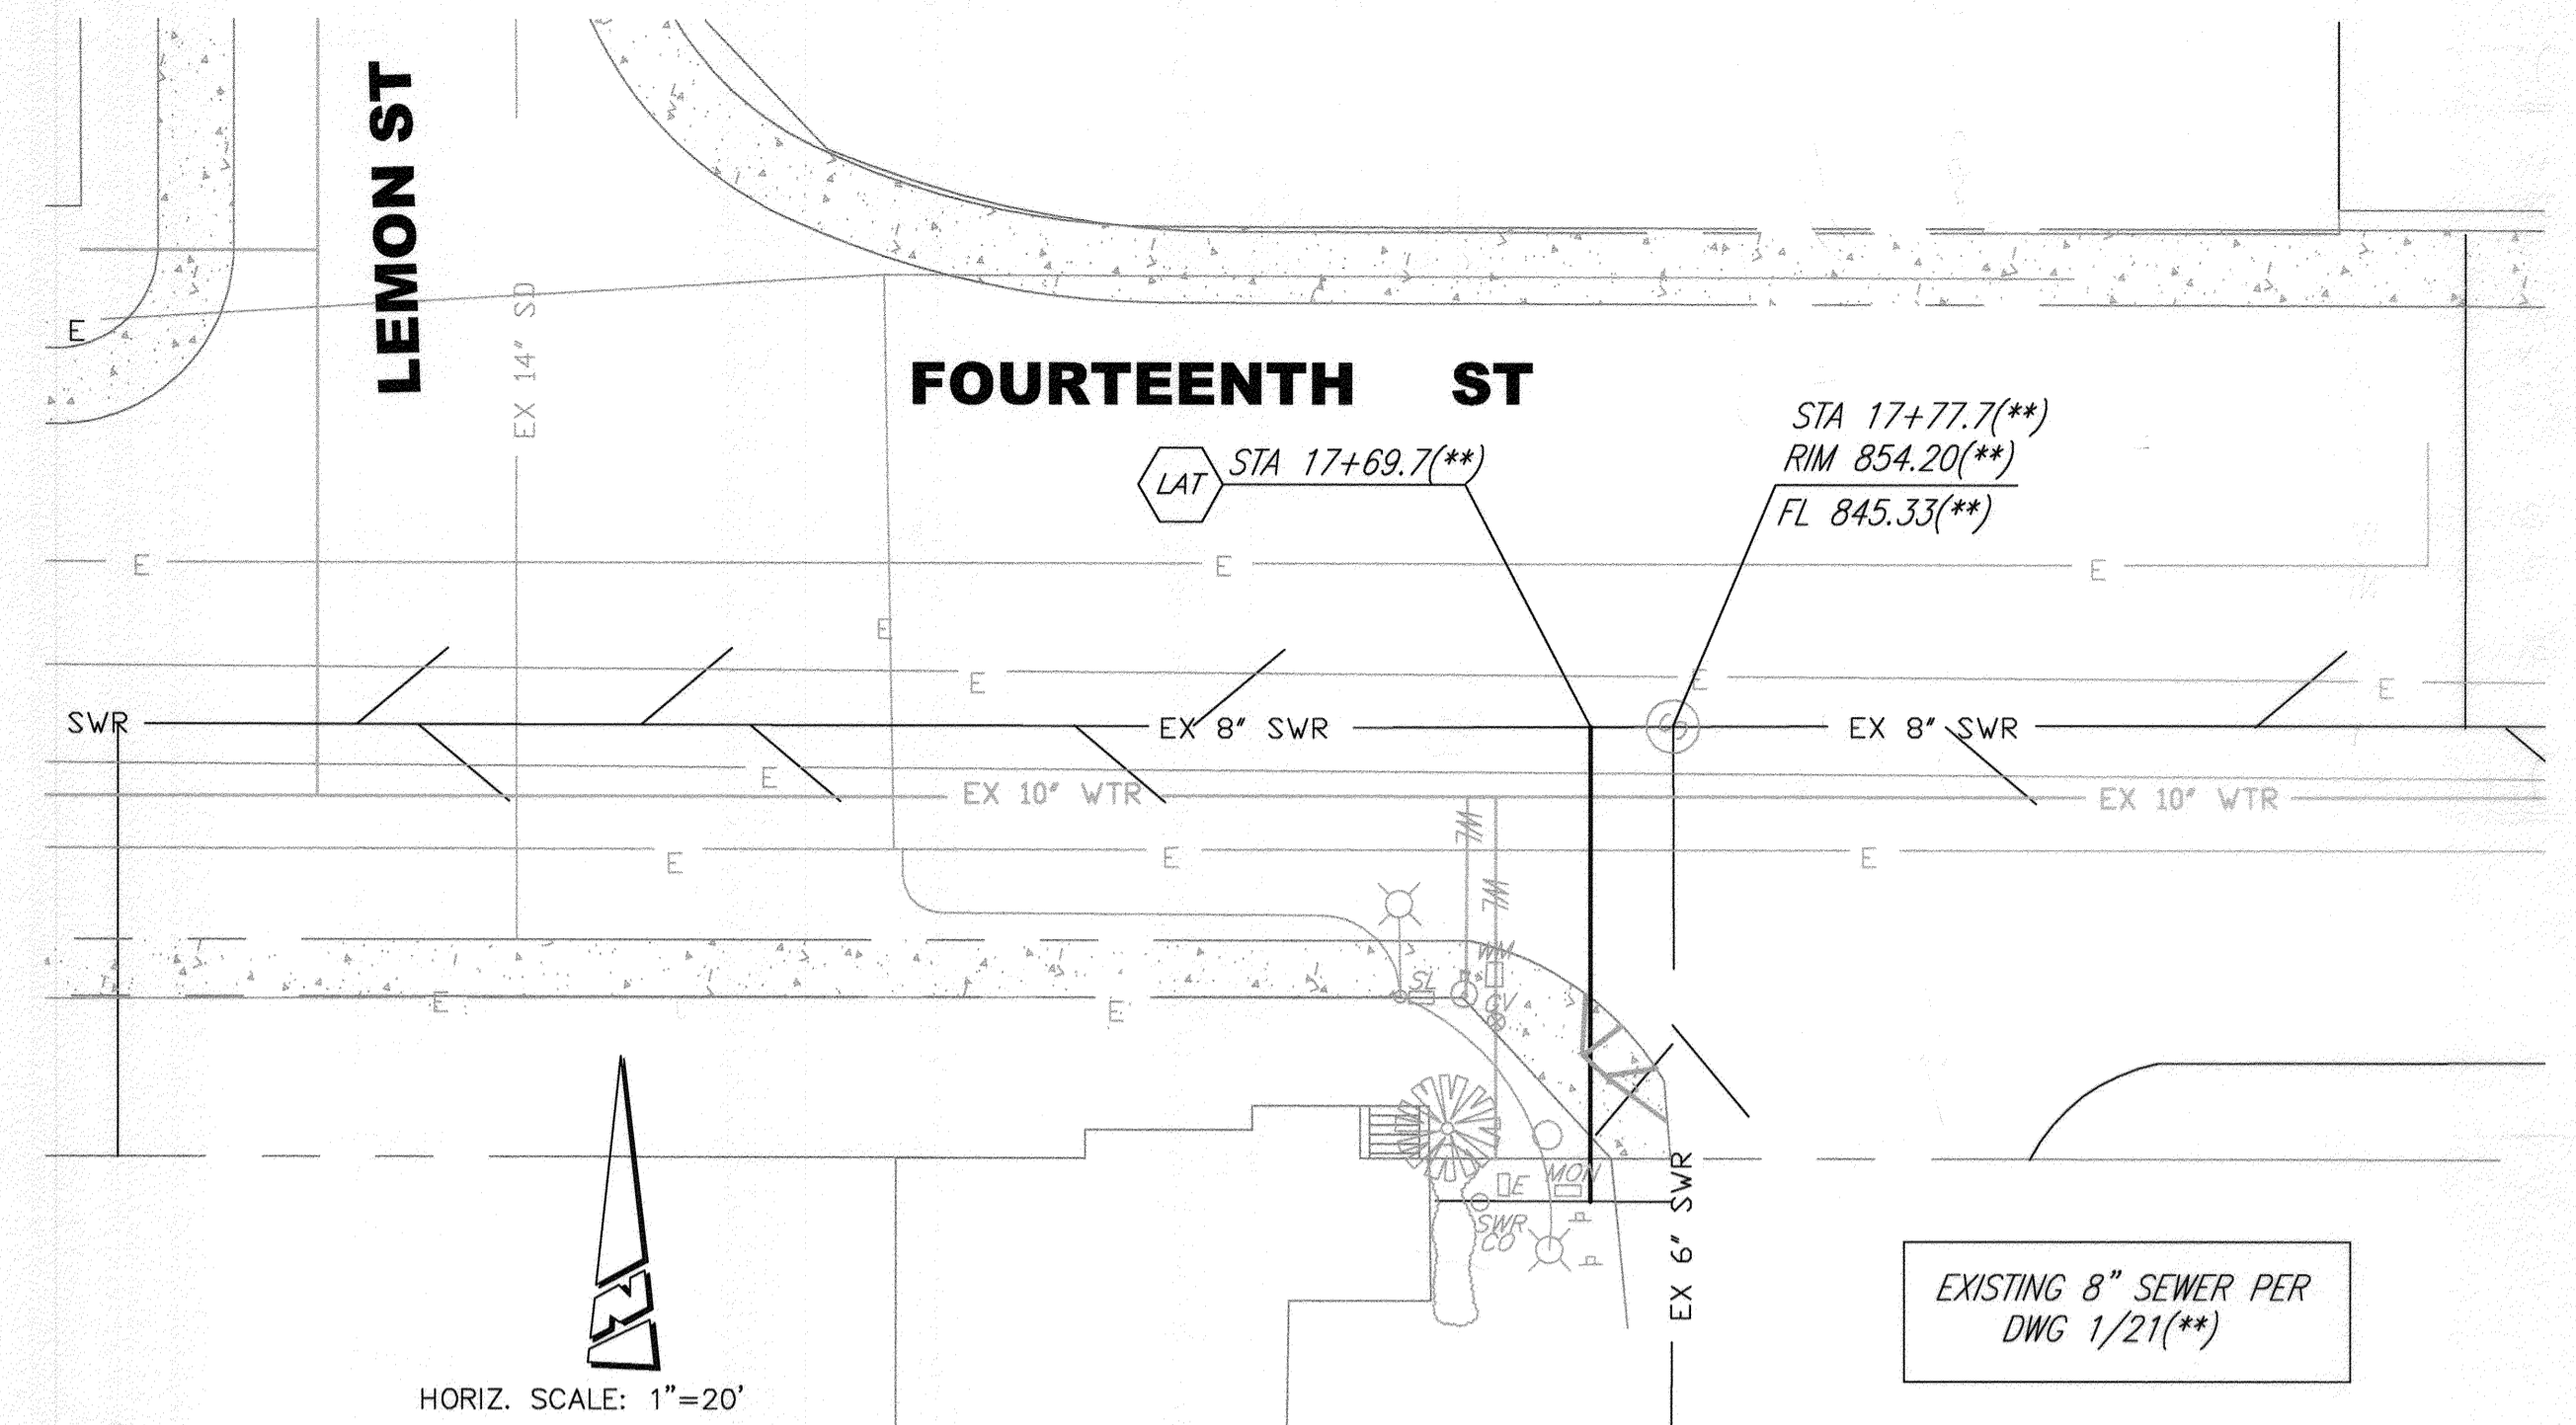 LEMON ST
EX 14" SD
E
FOURTEENTH ST
STA 17+77.7(**)
RIM 854.20(**)
FL 845.33(**)
LAT
STA 17+69.7(**)
E
E
E
E
E
E
E
SWR
EX 8" SWR
EX 8" SWR
E
EX 10" WTR
EX 10" WTR
E
E
E
W
W
WM
SL
GV
E
E
MON
E
SWR
CO
EX 6" SWR
N
EXISTING 8" SEWER PER
DWG 1/21(**)
HORIZ. SCALE: 1"=20'